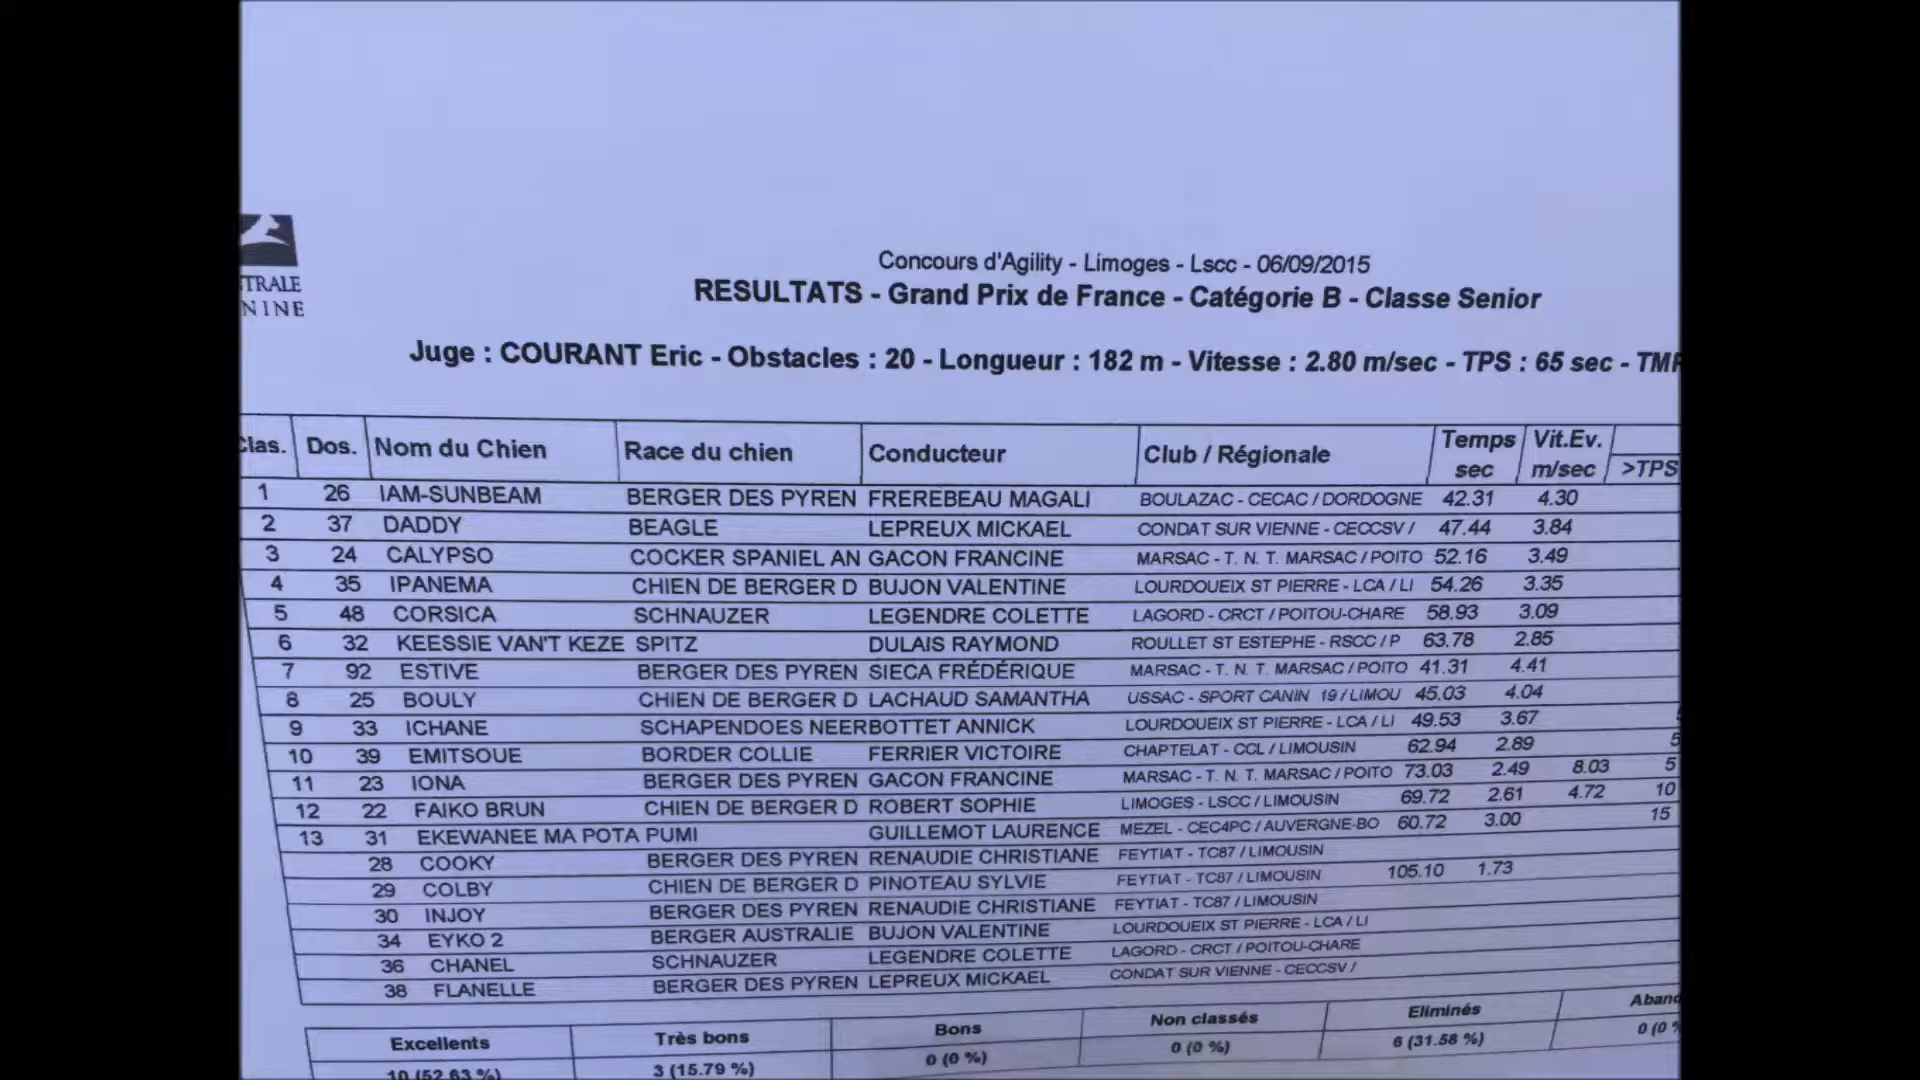 TRALE
NINE
Concours d'Agility - Limoges - Lscc - 06/09/2015
RESULTATS - Grand Prix de France - Catégorie B - Classe Senior
Juge : COURANT Eric - Obstacles : 20 - Longueur : 182 m - Vitesse : 2.80 m/sec - TPS : 65 sec - TMP
Clas. Dos. Nom du Chien Race du chien Conducteur Club / Régionale Temps sec Vit.Ev. m/sec >TPS
1 26 IAM-SUNBEAM BERGER DES PYREN FREREBEAU MAGALI BOULAZAC - CECAC / DORDOGNE 42.31 4.30
2 37 DADDY BEAGLE LEPREUX MICKAEL CONDAT SUR VIENNE - CECCSV / 47.44 3.84
3 24 CALYPSO COCKER SPANIEL AN GACON FRANCINE MARSAC - T. N. T. MARSAC / POITO 52.16 3.49
4 35 IPANEMA CHIEN DE BERGER D BUJON VALENTINE LOURDOUEIX ST PIERRE - LCA / LI 54.26 3.35
5 48 CORSICA SCHNAUZER LEGENDRE COLETTE LAGORD - CRCT / POITOU-CHARE 58.93 3.09
6 32 KEESSIE VAN'T KEZE SPITZ DULAIS RAYMOND ROULLET ST ESTEPHE - RSCC / P 63.78 2.85
7 92 ESTIVE BERGER DES PYREN SIECA FRÉDÉRIQUE MARSAC - T. N. T. MARSAC / POITO 41.31 4.41
8 25 BOULY CHIEN DE BERGER D LACHAUD SAMANTHA USSAC - SPORT CANIN 19 / LIMOU 45.03 4.04
9 33 ICHANE SCHAPENDOES NEER BOTTET ANNICK LOURDOUEIX ST PIERRE - LCA / LI 49.53 3.67
10 39 EMITSOUE BORDER COLLIE FERRIER VICTOIRE CHAPTELAT - CCL / LIMOUSIN 62.94 2.89 5
11 23 IONA BERGER DES PYREN GACON FRANCINE MARSAC - T. N. T. MARSAC / POITO 73.03 2.49 8.03 5
12 22 FAIKO BRUN CHIEN DE BERGER D ROBERT SOPHIE LIMOGES - LSCC / LIMOUSIN 69.72 2.61 4.72 10
13 31 EKEWANEE MA POTA PUMI GUILLEMOT LAURENCE MEZEL - CEC4PC / AUVERGNE-BO 60.72 3.00 15
28 COOKY BERGER DES PYREN RENAUDIE CHRISTIANE FEYTIAT - TC87 / LIMOUSIN
29 COLBY CHIEN DE BERGER D PINOTEAU SYLVIE FEYTIAT - TC87 / LIMOUSIN 105.10 1.73
30 INJOY BERGER DES PYREN RENAUDIE CHRISTIANE FEYTIAT - TC87 / LIMOUSIN
34 EYKO 2 BERGER AUSTRALIE BUJON VALENTINE LOURDOUEIX ST PIERRE - LCA / LI
36 CHANEL SCHNAUZER LEGENDRE COLETTE LAGORD - CRCT / POITOU-CHARE
38 FLANELLE BERGER DES PYREN LEPREUX MICKAEL CONDAT SUR VIENNE - CECCSV /
Excellents Très bons Bons Non classés Eliminés Aband
10 (52.63 %) 3 (15.79 %) 0 (0 %) 0 (0 %) 6 (31.58 %) 0 (0 %